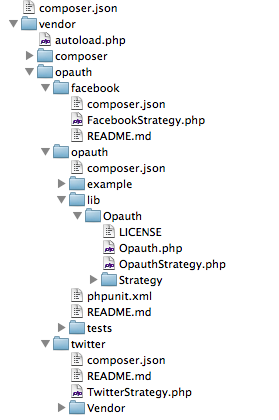 composer.json
vendor
autoload.php
composer
opauth
facebook
composer.json
FacebookStrategy.php
README.md
opauth
composer.json
example
lib
Opauth
LICENSE
Opauth.php
OpauthStrategy.php
Strategy
phpunit.xml
README.md
tests
twitter
composer.json
README.md
TwitterStrategy.php
Vendor